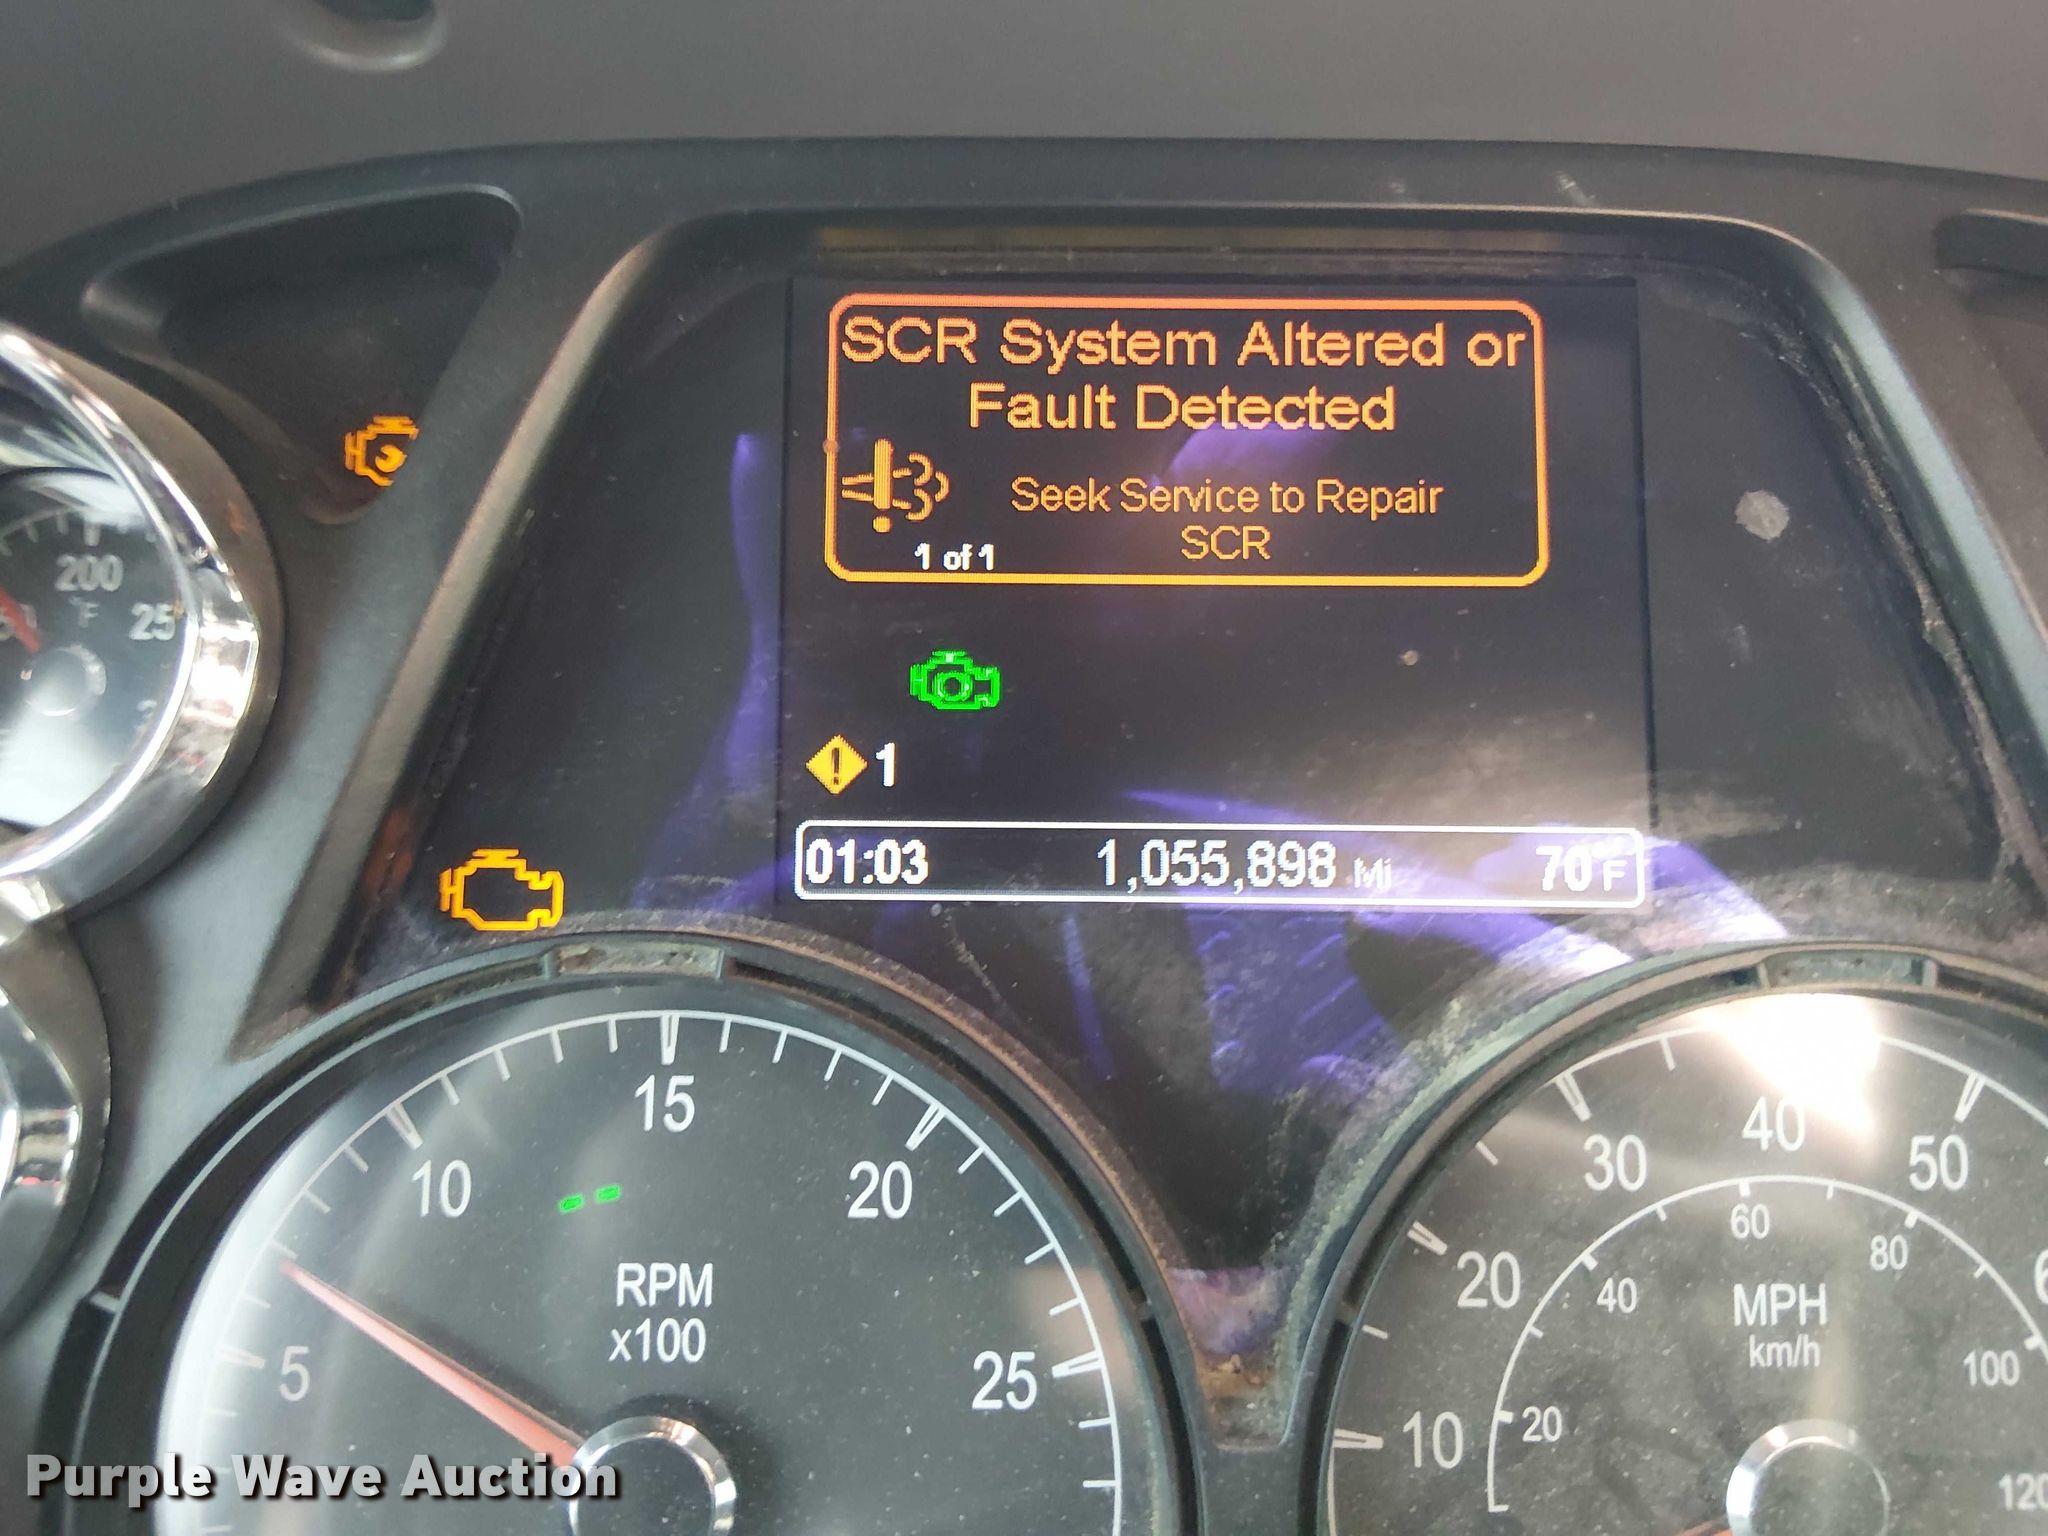 SCR System Altered or
Fault Detected
Seek Service to Repair
SCR
1 of 1
1
01:03 1,055,898 Mi 70°F
200
°F
5
10
15
20
25
RPM
x100
10
20
30
40
50
20
40
60
80
100
120
MPH
km/h
Purple Wave Auction